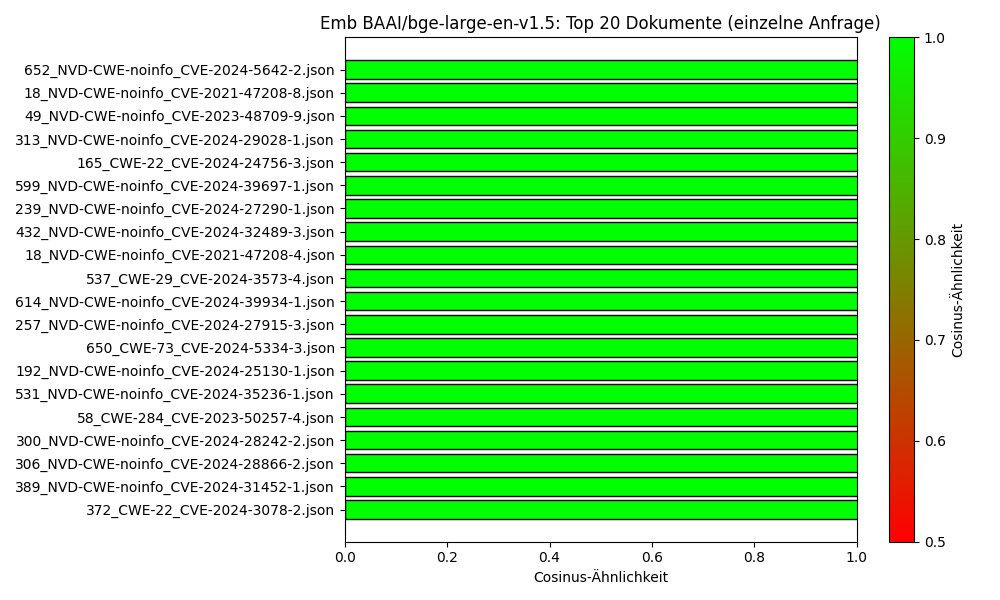 Emb BAAI/bge-large-en-v1.5: Top 20 Dokumente (einzelne Anfrage)
652_NVD-CWE-noinfo_CVE-2024-5642-2.json
18_NVD-CWE-noinfo_CVE-2021-47208-8.json
49_NVD-CWE-noinfo_CVE-2023-48709-9.json
313_NVD-CWE-noinfo_CVE-2024-29028-1.json
165_CWE-22_CVE-2024-24756-3.json
599_NVD-CWE-noinfo_CVE-2024-39697-1.json
239_NVD-CWE-noinfo_CVE-2024-27290-1.json
432_NVD-CWE-noinfo_CVE-2024-32489-3.json
18_NVD-CWE-noinfo_CVE-2021-47208-4.json
537_CWE-29_CVE-2024-3573-4.json
614_NVD-CWE-noinfo_CVE-2024-39934-1.json
257_NVD-CWE-noinfo_CVE-2024-27915-3.json
650_CWE-73_CVE-2024-5334-3.json
192_NVD-CWE-noinfo_CVE-2024-25130-1.json
531_NVD-CWE-noinfo_CVE-2024-35236-1.json
58_CWE-284_CVE-2023-50257-4.json
300_NVD-CWE-noinfo_CVE-2024-28242-2.json
306_NVD-CWE-noinfo_CVE-2024-28866-2.json
389_NVD-CWE-noinfo_CVE-2024-31452-1.json
372_CWE-22_CVE-2024-3078-2.json
0.0 0.2 0.4 0.6 0.8 1.0
Cosinus-Ähnlichkeit
1.0
0.9
0.8
0.7
0.6
0.5
Cosinus-Ähnlichkeit